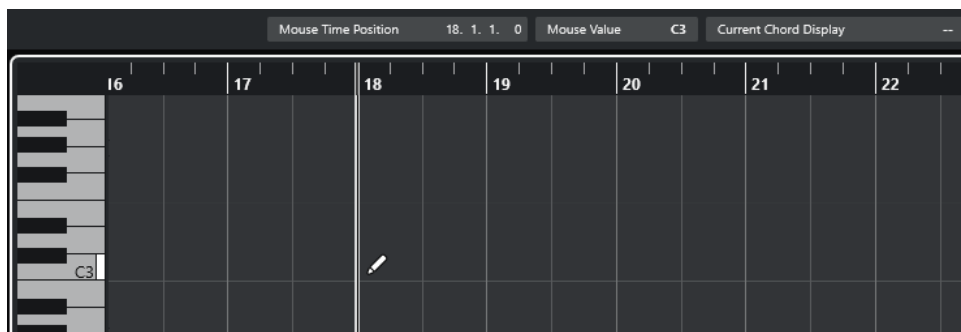 Mouse Time Position 18. 1. 1. 0 Mouse Value C3 Current Chord Display --
16 17 18 19 20 21 22
C3